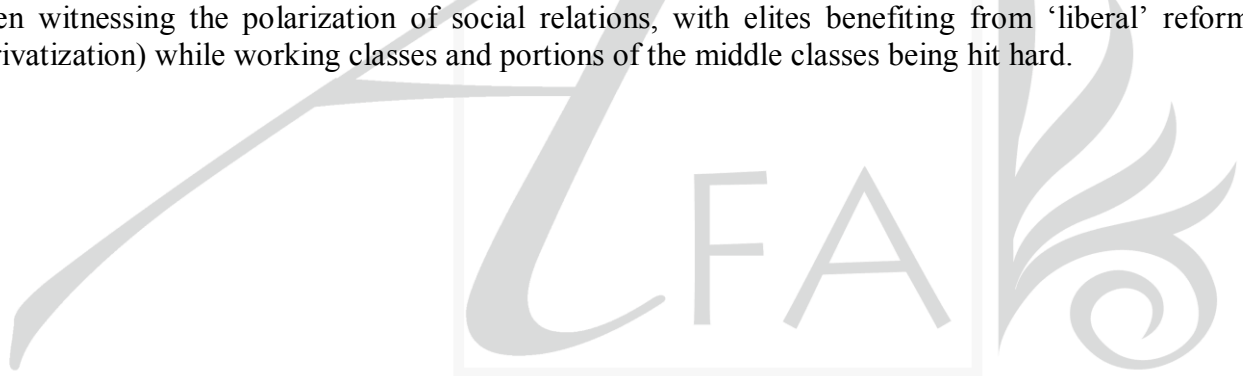 en witnessing the polarization of social relations, with elites benefiting from ‘liberal’ reform
rivatization) while working classes and portions of the middle classes being hit hard.
A
FA